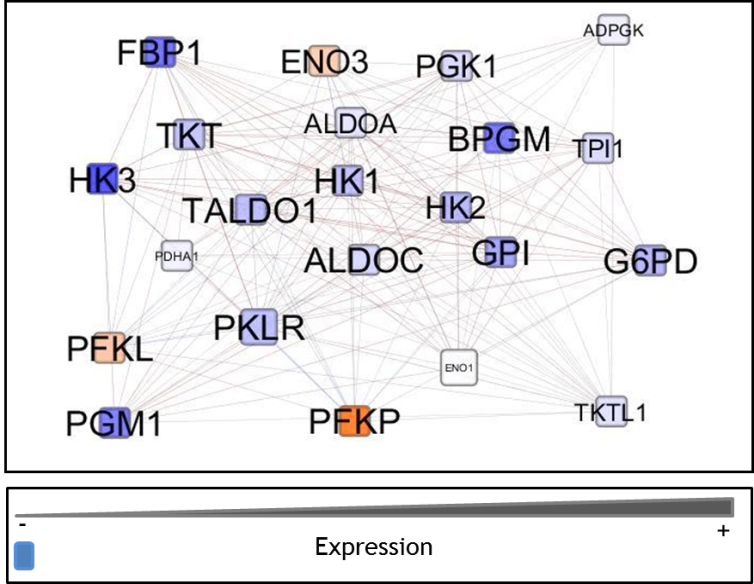 ADPGK
FBP1
ENO3
PGK1
TKT
ALDOA
BPGM
TPI1
HK3
HK1
TALDO1
HK2
PDHA1
ALDOC
GPI
G6PD
PKLR
PFKL
ENO1
PGM1
PFKP
TKTL1
-
+
Expression